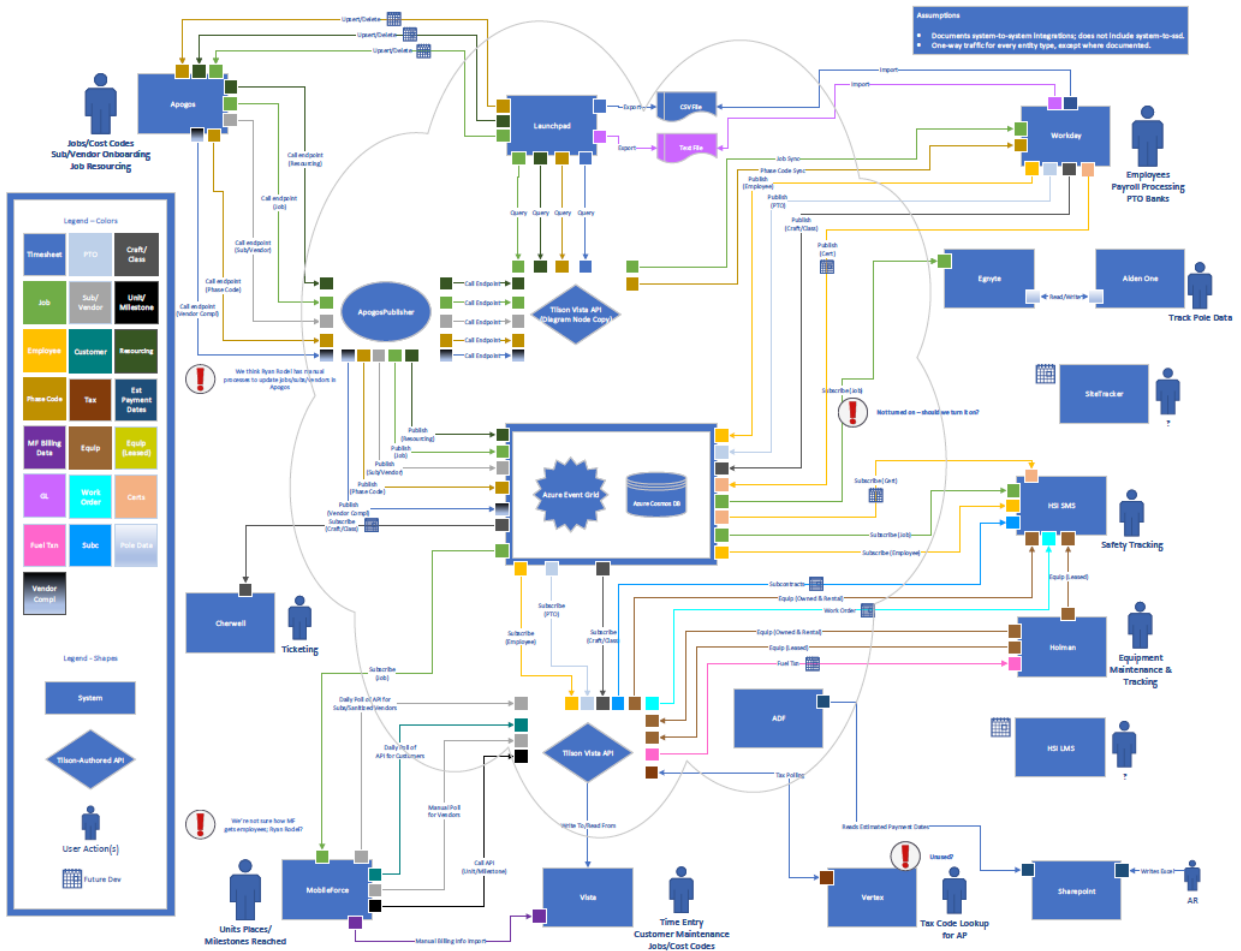 Assumptions
Documents system-to-system integrations; does not include system-to-ssd.
One-way traffic for every entity type, except where documented.
Upsert/Delete
Upsert/Delete
Upsert/Delete
Apogos
Jobs/Cost Codes
Sub/Vendor Onboarding
Job Resourcing
Launchpad
Export
CSV File
Import
Export
Text File
Import
Workday
Employees
Payroll Processing
PTO Banks
Job Sync
Phase Code Sync
Publish
(Employee)
Publish
(PTO)
Publish
(Craft/Class)
Publish
(Cert)
Call endpoint
(Resourcing)
Call endpoint
(Job)
Call endpoint
(Sub/Vendor)
Call endpoint
(Phase Code)
Call endpoint
(Vendor Compl)
Query
Query
Query
Query
Legend – Colors
Timesheet
PTO
Craft/
Class
Job
Sub/
Vendor
Unit/
Milestone
Employee
Customer
Resourcing
Phase Code
Tax
Est
Payment
Dates
MF Billing
Data
Equip
Equip
(Leased)
GL
Work
Order
Certs
Fuel Txn
Subc
Pole Data
Vendor
Compl
Legend - Shapes
System
Tilson-Authored API
User Action(s)
Future Dev
ApogosPublisher
Call Endpoint
Call Endpoint
Call Endpoint
Call Endpoint
Call Endpoint
Tilson Vista API
(Diagram Node Copy)
Egnyte
Read/Write
Alden One
Track Pole Data
We think Ryan Rodel has manual
processes to update jobs/subs/vendors in
Apogos
SiteTracker
?
Subscribe (Job)
Not turned on – should we turn it on?
Publish
(Resourcing)
Publish
(Job)
Publish
(Sub/Vendor)
Publish
(Phase Code)
Publish
(Vendor Compl)
Subscribe
(Craft/Class)
Azure Event Grid
Azure Cosmos DB
Subscribe (Cert)
Subscribe (Job)
Subscribe (Employee)
HSI SMS
Safety Tracking
Cherwell
Ticketing
Subscribe
(Employee)
Subscribe
(PTO)
Subscribe
(Craft/Class)
Subcontracts
Equip (Owned & Rental)
Work Order
Equip (Leased)
Equip (Owned & Rental)
Equip (Leased)
Fuel Txn
Holman
Equipment
Maintenance &
Tracking
Subscribe
(Job)
Daily Poll of API for
Subs/Sanitized Vendors
Daily Poll of
API for Customers
Manual Poll
for Vendors
Call API
(Unit/Milestone)
Tilson Vista API
ADF
HSI LMS
?
Tax Polling
Write To/Read From
Reads Estimated Payment Dates
We're not sure how MF
gets employees; Ryan Rodel?
MobileForce
Units Places/
Milestones Reached
Manual Billing Info Import
Vista
Time Entry
Customer Maintenance
Jobs/Cost Codes
Vertex
Unused?
Tax Code Lookup
for AP
Sharepoint
Writes Excel
AR